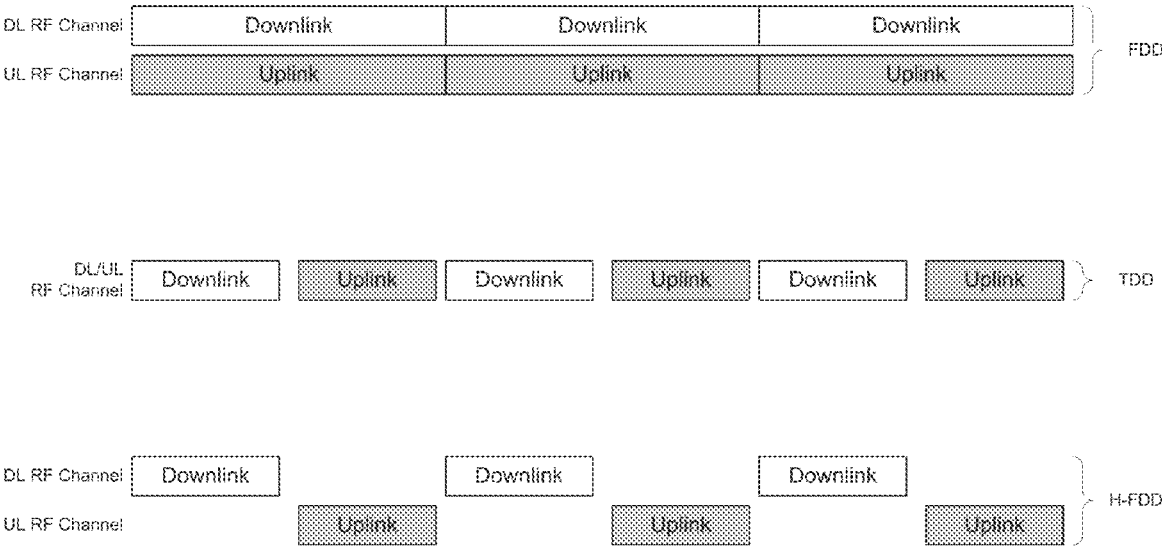 DL RF Channel Downlink Downlink Downlink
FDD
UL RF Channel Uplink Uplink Uplink
DL/UL
RF Channel
Downlink Uplink Downlink Uplink Downlink Uplink TDD
DL RF Channel Downlink Downlink Downlink
H-FDD
UL RF Channel Uplink Uplink Uplink